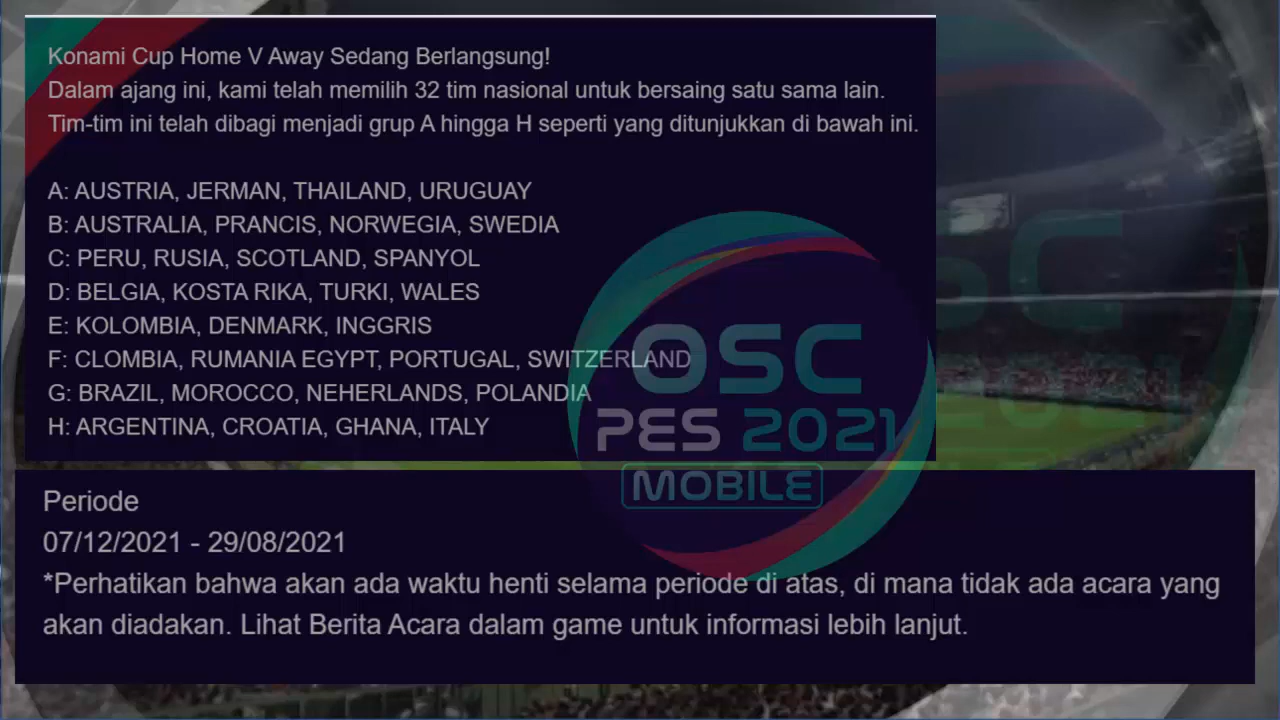 Konami Cup Home V Away Sedang Berlangsung!
Dalam ajang ini, kami telah memilih 32 tim nasional untuk bersaing satu sama lain.
Tim-tim ini telah dibagi menjadi grup A hingga H seperti yang ditunjukkan di bawah ini.
A: AUSTRIA, JERMAN, THAILAND, URUGUAY
B: AUSTRALIA, PRANCIS, NORWEGIA, SWEDIA
C: PERU, RUSIA, SCOTLAND, SPANYOL
D: BELGIA, KOSTA RIKA, TURKI, WALES
E: KOLOMBIA, DENMARK, INGGRIS
F: CLOMBIA, RUMANIA EGYPT, PORTUGAL, SWITZERLAND
G: BRAZIL, MOROCCO, NEHERLANDS, POLANDIA
H: ARGENTINA, CROATIA, GHANA, ITALY
OSC
PES 2021
MOBILE
Periode
07/12/2021 - 29/08/2021
*Perhatikan bahwa akan ada waktu henti selama periode di atas, di mana tidak ada acara yang
akan diadakan. Lihat Berita Acara dalam game untuk informasi lebih lanjut.